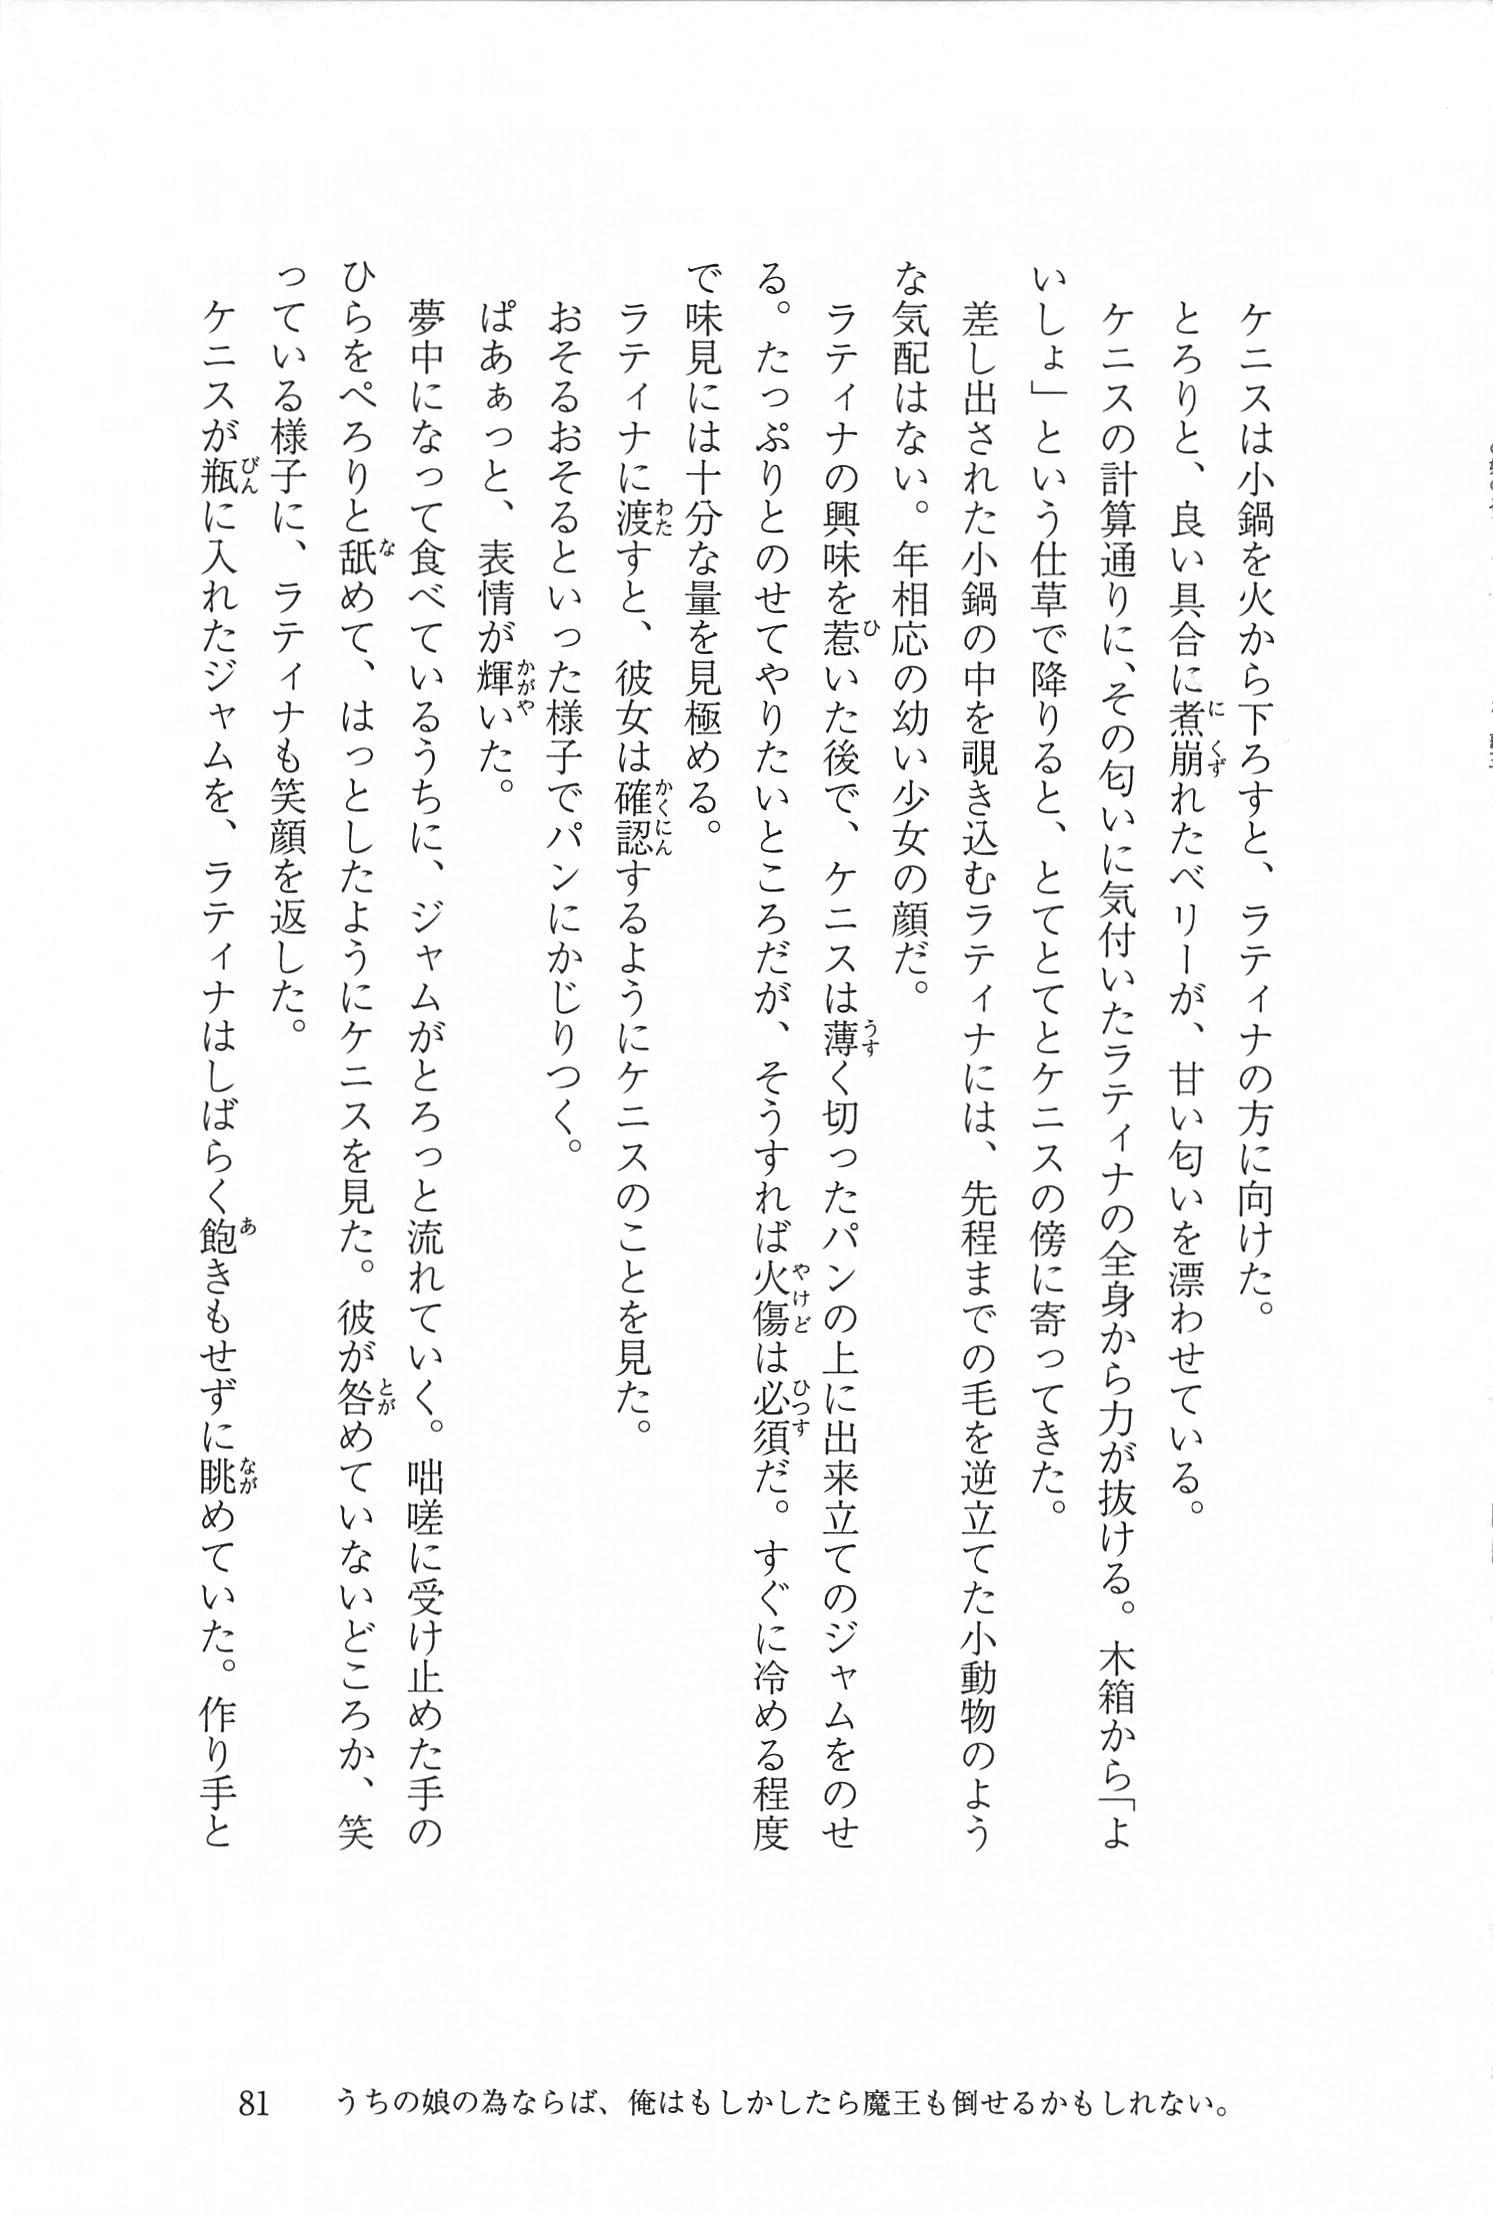 ケニスは小鍋を火から下ろすと、ラティナの方に向けた。
とろりと、良い具合に煮崩れたベリーが、甘い匂いを漂わせている。
ケニスの計算通りに、その匂いに気付いたラティナの全身から力が抜ける。木箱から「よ
いしょ」という仕草で降りると、とてとてとケニスの傍に寄ってきた。
差し出された小鍋の中を覗き込むラティナには、先程までの毛を逆立てた小動物のよう
な気配はない。年相応の幼い少女の顔だ。
ラティナの興味を惹いた後で、ケニスは薄く切ったパンの上に出来立てのジャムをのせ
る。たっぷりとのせてやりたいところだが、そうすれば火傷は必須だ。すぐに冷める程度
で味見には十分な量を見極める。
ラティナに渡すと、彼女は確認するようにケニスのことを見た。
おそるおそるといった様子でパンにかじりつく。
ぱあぁっと、表情が輝いた。
夢中になって食べているうちに、ジャムがとろっと流れていく。咄嗟に受け止めた手の
ひらをぺろりと舐めて、はっとしたようにケニスを見た。彼が咎めていないどころか、笑
っている様子に、ラティナも笑顔を返した。
ケニスが瓶に入れたジャムを、ラティナはしばらく飽きもせずに眺めていた。作り手と
81 うちの娘の為ならば、俺はもしかしたら魔王も倒せるかもしれない。